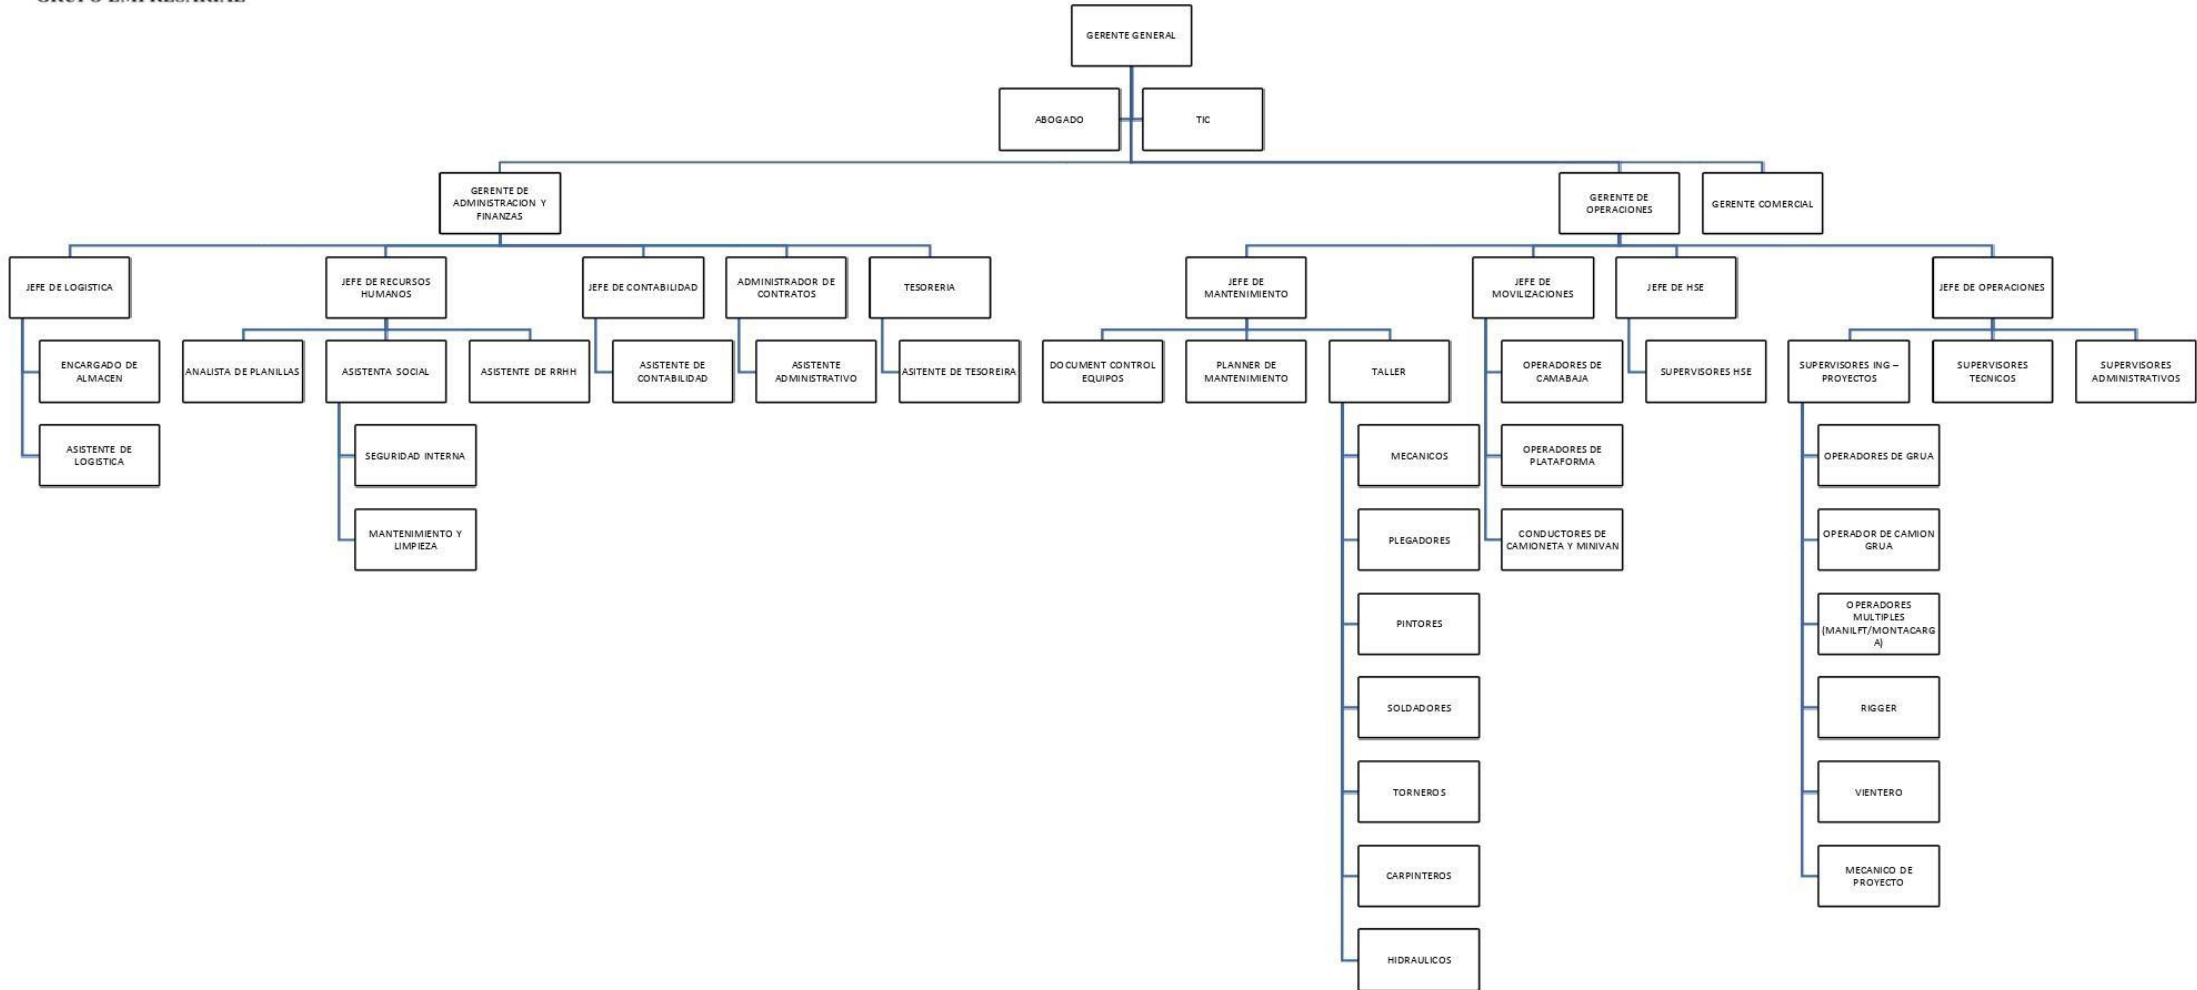 GRUPO EMPRESARIAL
GERENTE GENERAL
ABOGADO
TIC
GERENTE DE
ADMINISTRACION Y
FINANZAS
GERENTE DE
OPERACIONES
GERENTE COMERCIAL
JEFE DE LOGISTICA
JEFE DE RECURSOS
HUMANOS
JEFE DE CONTABILIDAD
ADMINISTRADOR DE
CONTRATOS
TESORERIA
JEFE DE
MANTENIMIENTO
JEFE DE
MOVILIZACIONES
JEFE DE HSE
JEFE DE OPERACIONES
ENCARGADO DE
ALMACEN
ANALISTA DE PLANILLAS
ASISTENTA SOCIAL
ASISTENTE DE RRHH
ASISTENTE DE
CONTABILIDAD
ASISTENTE
ADMINISTRATIVO
ASITENTE DE TESOREIRA
DOCUMENT CONTROL
EQUIPOS
PLANNER DE
MANTENIMIENTO
TALLER
OPERADORES DE
CAMABAJA
SUPERVISORES HSE
SUPERVISORES ING –
PROYECTOS
SUPERVISORES
TECNICOS
SUPERVISORES
ADMINISTRATIVOS
ASISTENTE DE
LOGISTICA
SEGURIDAD INTERNA
MECANICOS
OPERADORES DE
PLATAFORMA
OPERADORES DE GRUA
MANTENIMIENTO Y
LIMPIEZA
PLEGADORES
CONDUCTORES DE
CAMIONETA Y MINIVAN
OPERADOR DE CAMION
GRUA
PINTORES
OPERADORES
MULTIPLES
(MANILFT/MONTACARG
A)
SOLDADORES
RIGGER
TORNEROS
VIENTERO
CARPINTEROS
MECANICO DE
PROYECTO
HIDRAULICOS